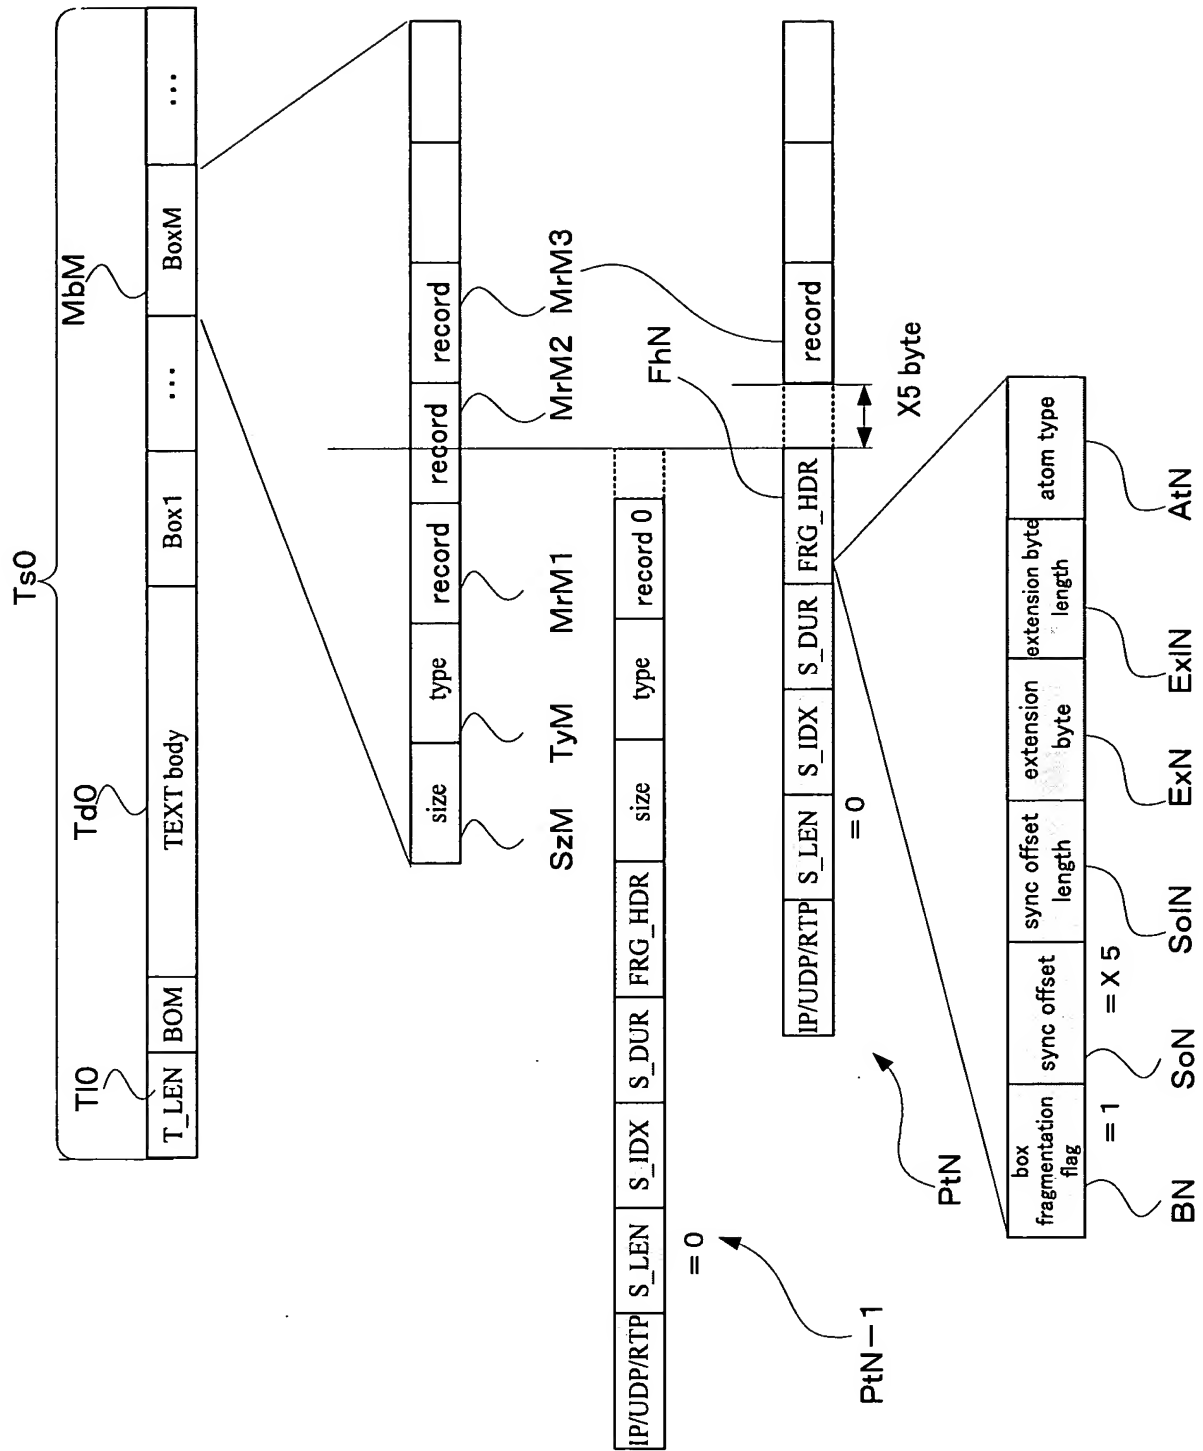 Ts0
Tl0
Td0
MbM
T_LEN
BOM
TEXT body
Box1
...
BoxM
...
size
type
record
record
record
SzM
TyM
MrM1
MrM2
MrM3
IP/UDP/RTP
S_LEN
S_IDX
S_DUR
FRG_HDR
size
type
record 0
=0
PtN-1
FhN
IP/UDP/RTP
S_LEN
S_IDX
S_DUR
FRG_HDR
record
=0
X5 byte
PtN
box
fragmentation
flag
sync offset
sync offset
length
extension
byte
extension byte
length
atom type
=1
=X5
BN
SoN
SolN
ExN
ExlN
AtN